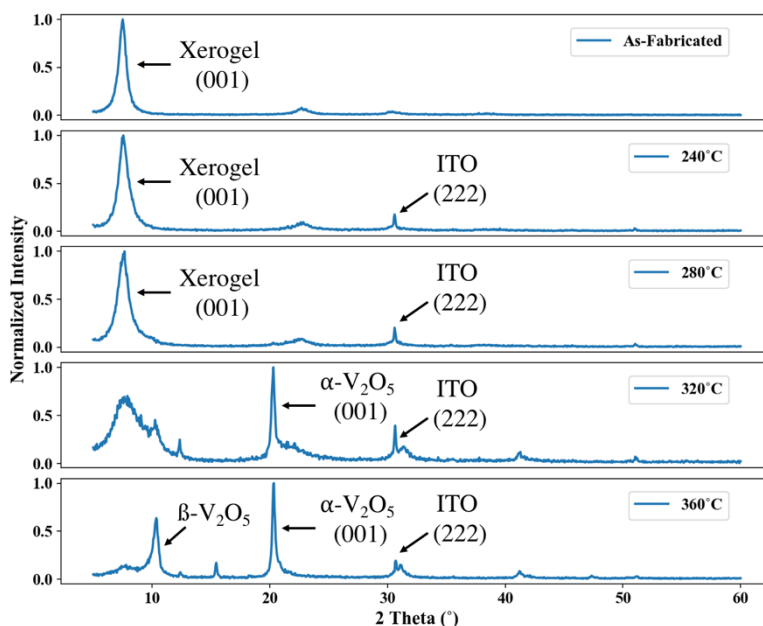 1.0
0.5
0.0
Xerogel
(001)
As-Fabricated
1.0
0.5
0.0
Xerogel
(001)
ITO
(222)
240˚C
1.0
0.5
0.0
Xerogel
(001)
ITO
(222)
280˚C
1.0
0.5
0.0
α-V₂O₅
(001)
ITO
(222)
320˚C
1.0
0.5
0.0
ß-V₂O₅
α-V₂O₅
(001)
ITO
(222)
360˚C
10 20 30 40 50 60
2 Theta (˚)
Normalized Intensity